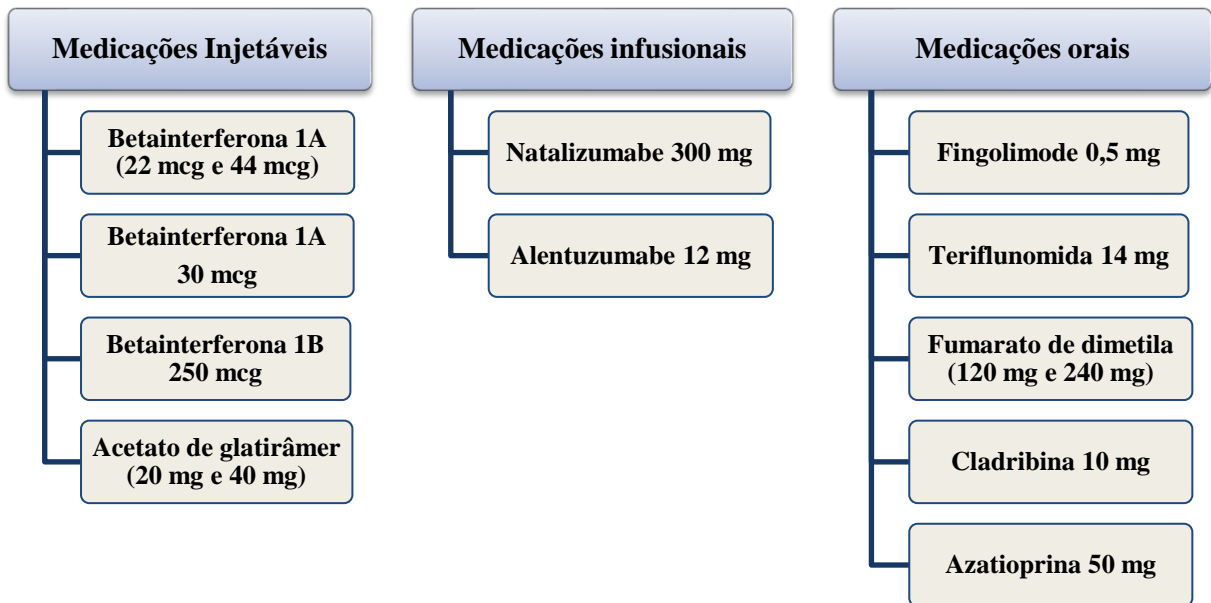 Medicações Injetáveis
Betainterferona 1A
(22 mcg e 44 mcg)
Betainterferona 1A
30 mcg
Betainterferona 1B
250 mcg
Acetato de glatirâmer
(20 mg e 40 mg)
Medicações infusionais
Natalizumabe 300 mg
Alentuzumabe 12 mg
Medicações orais
Fingolimode 0,5 mg
Teriflunomida 14 mg
Fumarato de dimetila
(120 mg e 240 mg)
Cladribina 10 mg
Azatioprina 50 mg